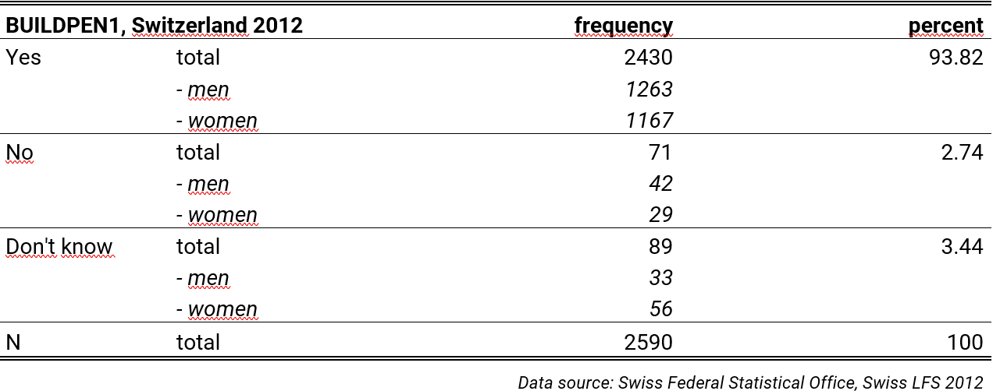 BUILDPEN1, Switzerland 2012 frequency percent
Yes total 2430 93.82
- men 1263
- women 1167
No total 71 2.74
- men 42
- women 29
Don't know total 89 3.44
- men 33
- women 56
N total 2590 100
Data source: Swiss Federal Statistical Office, Swiss LFS 2012